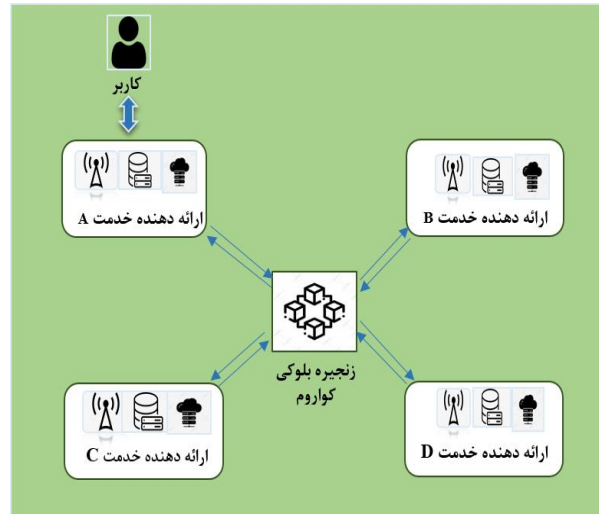 کاربر
ارائه دهنده خدمت A
ارائه دهنده خدمت B
زنجیره بلوکی
کواروم
ارائه دهنده خدمت C
ارائه دهنده خدمت D